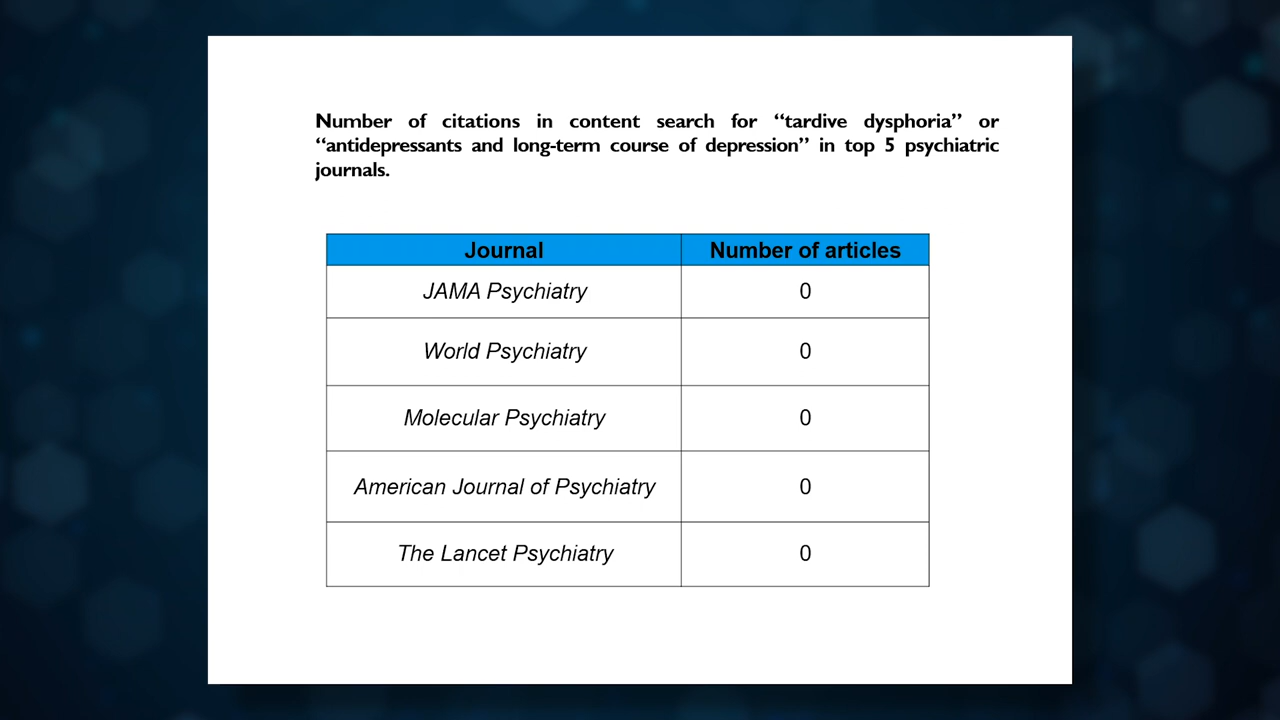 Number of citations in content search for “tardive dysphoria” or
“antidepressants and long-term course of depression” in top 5 psychiatric
journals.
Journal Number of articles
JAMA Psychiatry 0
World Psychiatry 0
Molecular Psychiatry 0
American Journal of Psychiatry 0
The Lancet Psychiatry 0